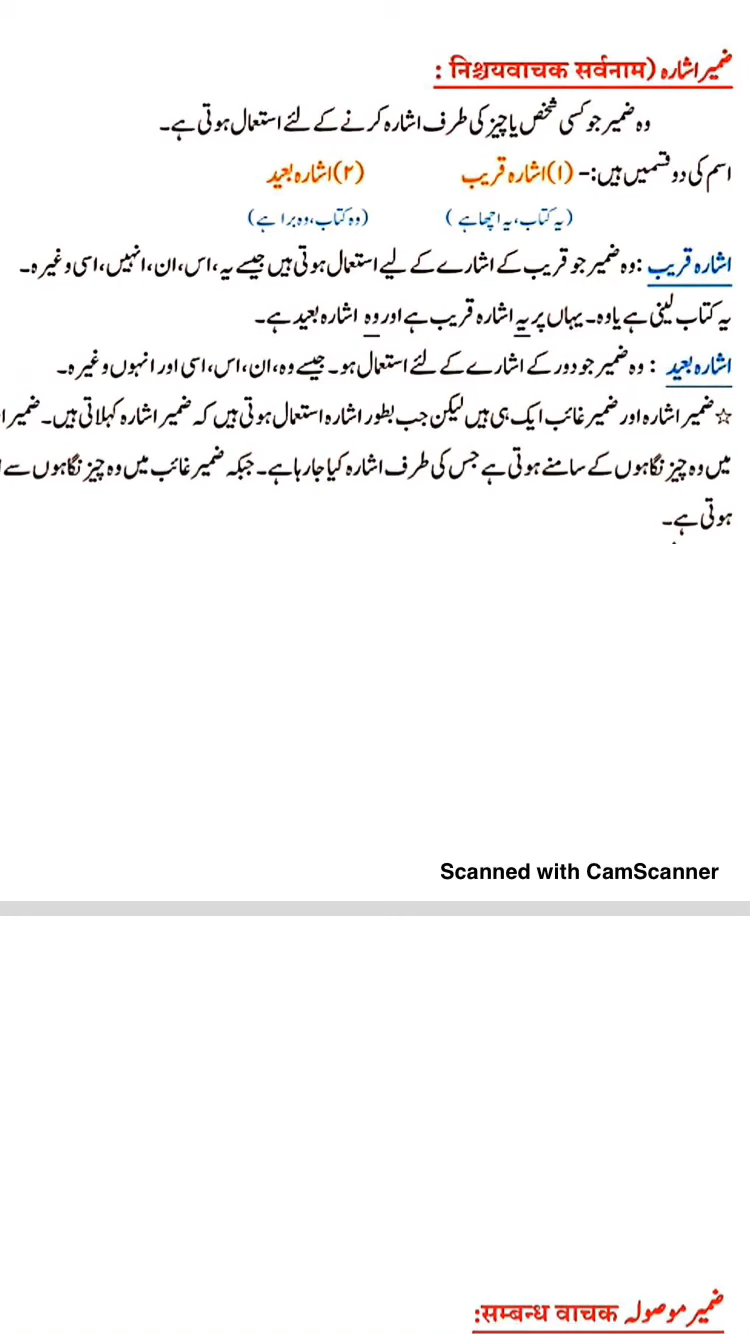 ضمیر اشارہ (निश्चयवाचक सर्वनाम :
وہ ضمیر جو کسی شخص یا چیز کی طرف اشارہ کرنے کے لئے استعمال ہوتی ہے۔
اسم کی دو قسمیں ہیں:- (۱) اشارہ قریب (۲) اشارہ بعید
(یہ کتاب، یہ اچھا ہے) (وہ کتاب، وہ برا ہے)
اشارہ قریب : وہ ضمیر جو قریب کے اشارے کے لیے استعمال ہوتی ہیں جیسے یہ، اس، ان، انہیں، اسی وغیرہ۔
یہ کتاب لینی ہے یا وہ۔ یہاں پر یہ اشارہ قریب ہے اور وہ اشارہ بعید ہے۔
اشارہ بعید : وہ ضمیر جو دور کے اشارے کے لئے استعمال ہو۔ جیسے وہ، ان، اس، اسی اور انہوں وغیرہ۔
☆ ضمیر اشارہ اور ضمیر غائب ایک ہی ہیں لیکن جب بطور اشارہ استعمال ہوتی ہیں کہ ضمیر اشارہ کہلاتی ہیں۔ ضمیر
میں وہ چیز نگاہوں کے سامنے ہوتی ہے جس کی طرف اشارہ کیا جا رہا ہے۔ جبکہ ضمیر غائب میں وہ چیز نگاہوں سے
ہوتی ہے۔
Scanned with CamScanner
ضمیر موصولہ सम्बन्ध वाचक: